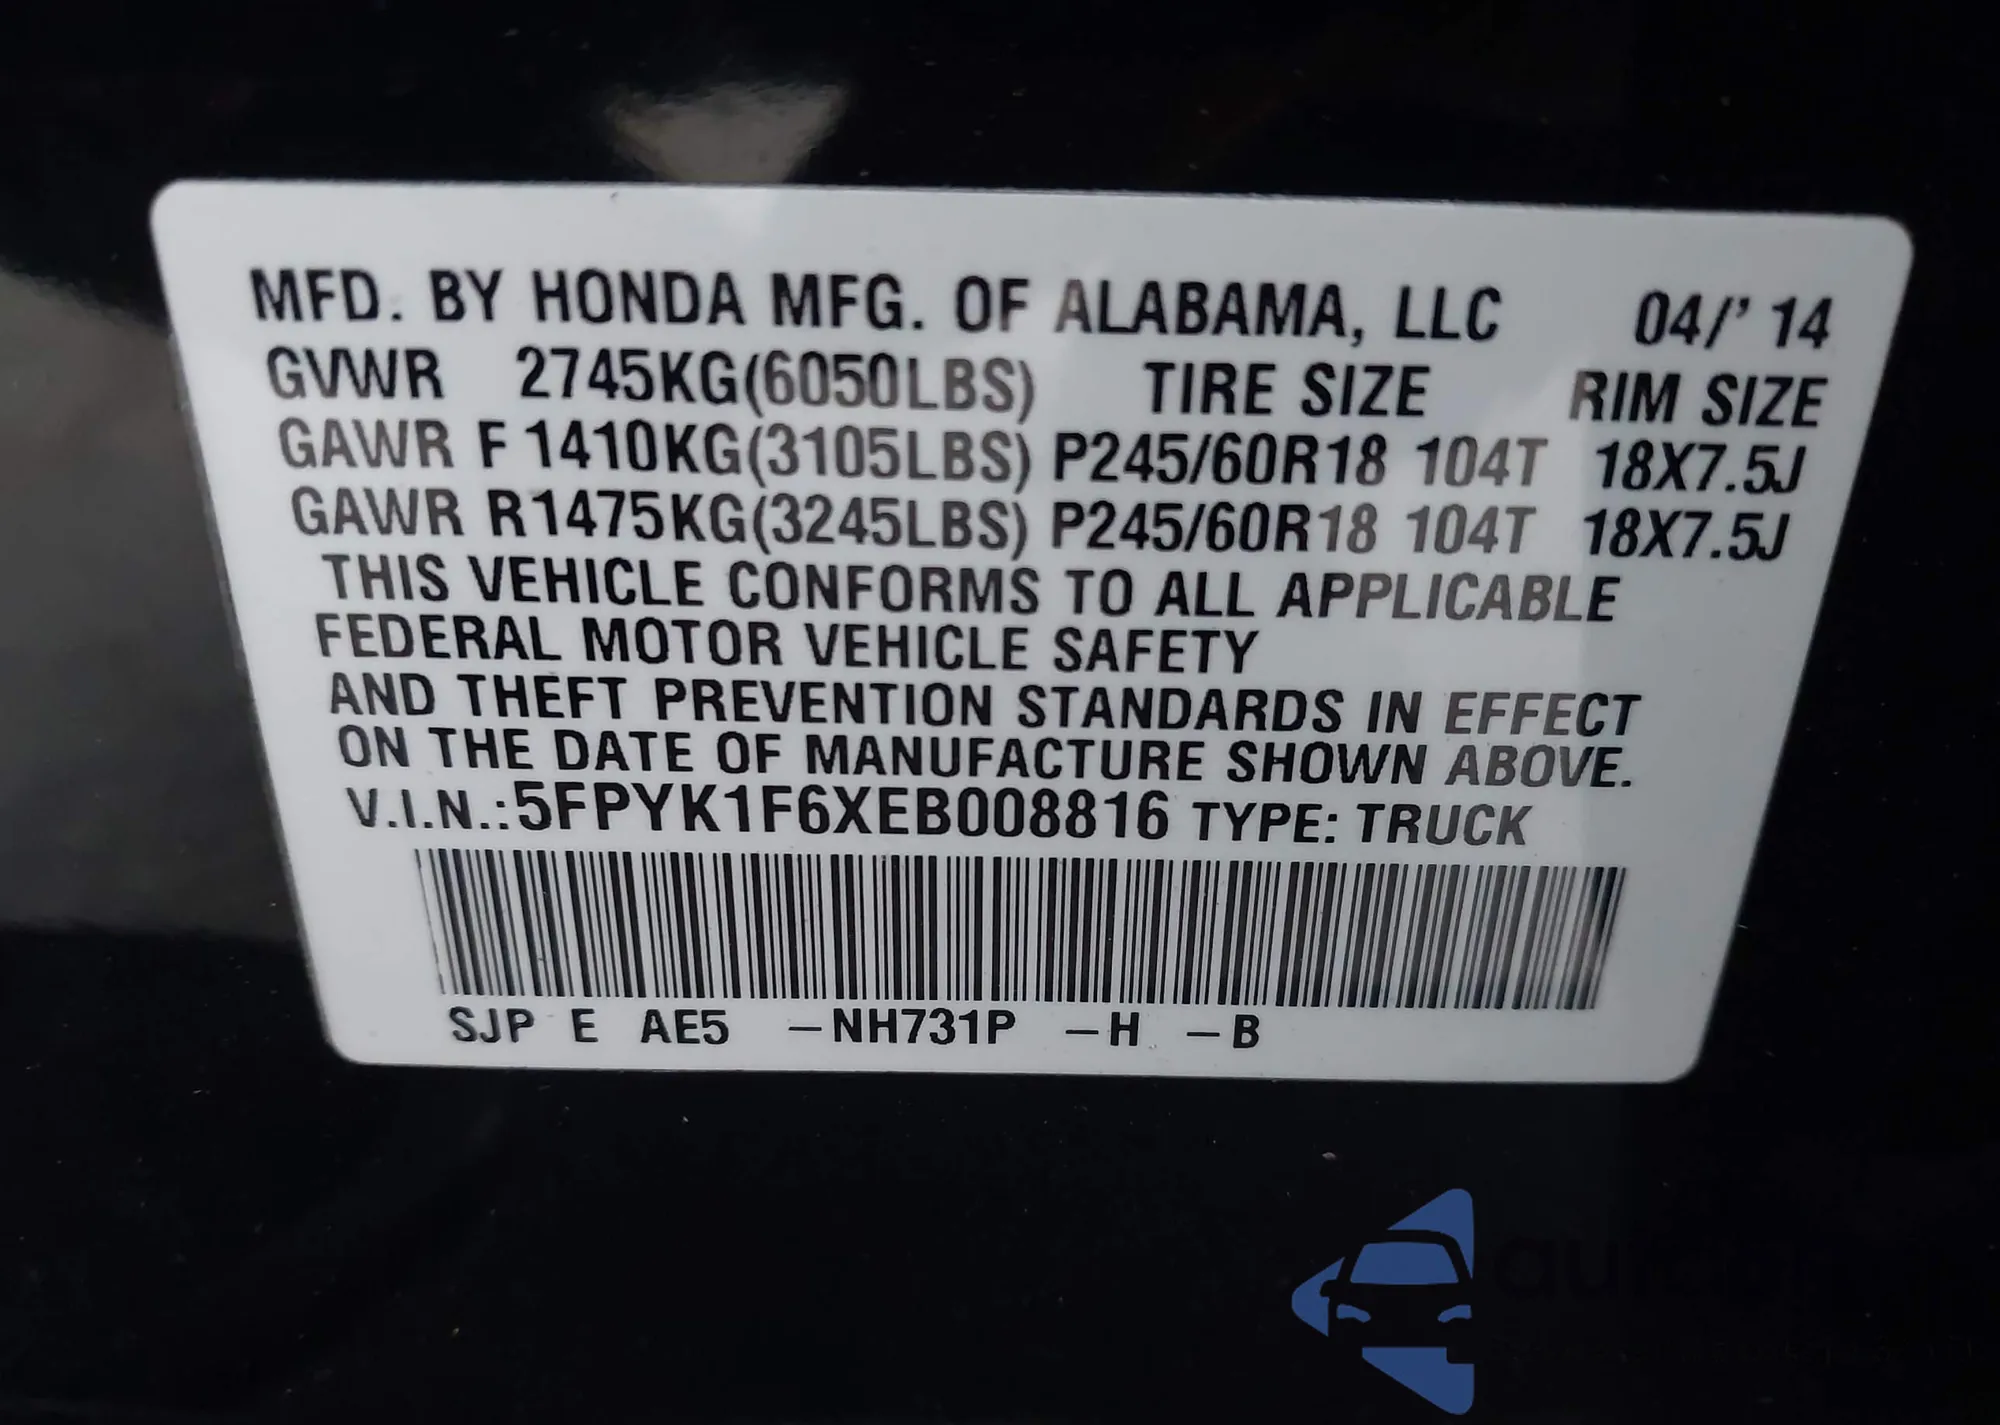 MFD. BY HONDA MFG. OF ALABAMA, LLC 04/' 14
GVWR 2745KG(6050LBS) TIRE SIZE RIM SIZE
GAWR F 1410KG(3105LBS) P245/60R18 104T 18X7.5J
GAWR R1475KG(3245LBS) P245/60R18 104T 18X7.5J
THIS VEHICLE CONFORMS TO ALL APPLICABLE
FEDERAL MOTOR VEHICLE SAFETY
AND THEFT PREVENTION STANDARDS IN EFFECT
ON THE DATE OF MANUFACTURE SHOWN ABOVE.
V.I.N.:5FPYK1F6XEB008816 TYPE: TRUCK
SJP E AE5 –NH731P –H –B